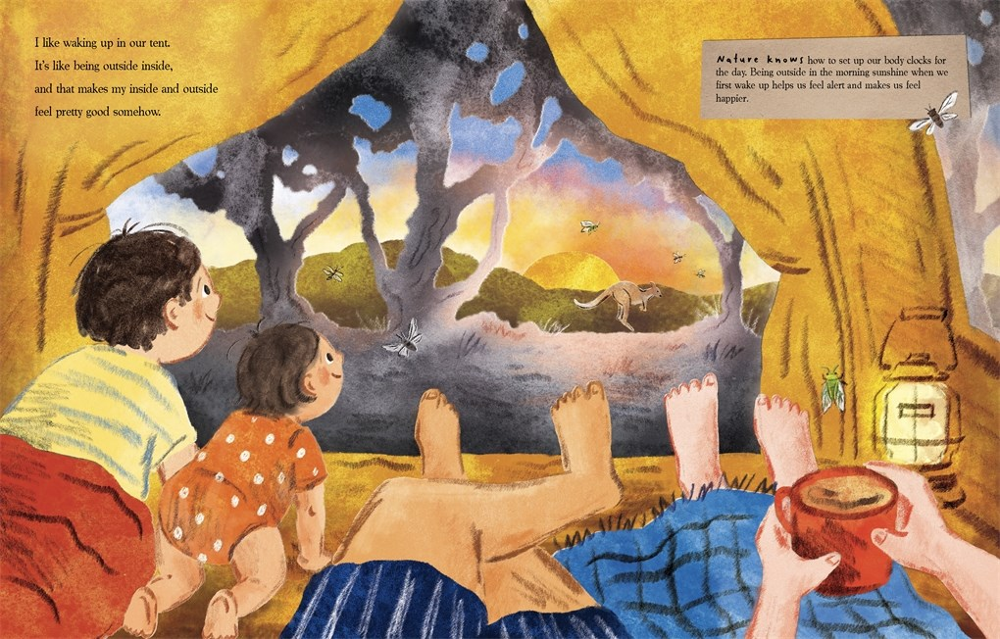 I like waking up in our tent.
It's like being outside inside,
and that makes my inside and outside
feel pretty good somehow.
Nature knows how to set up our body clocks for
the day. Being outside in the morning sunshine when we
first wake up helps us feel alert and makes us feel
happier.